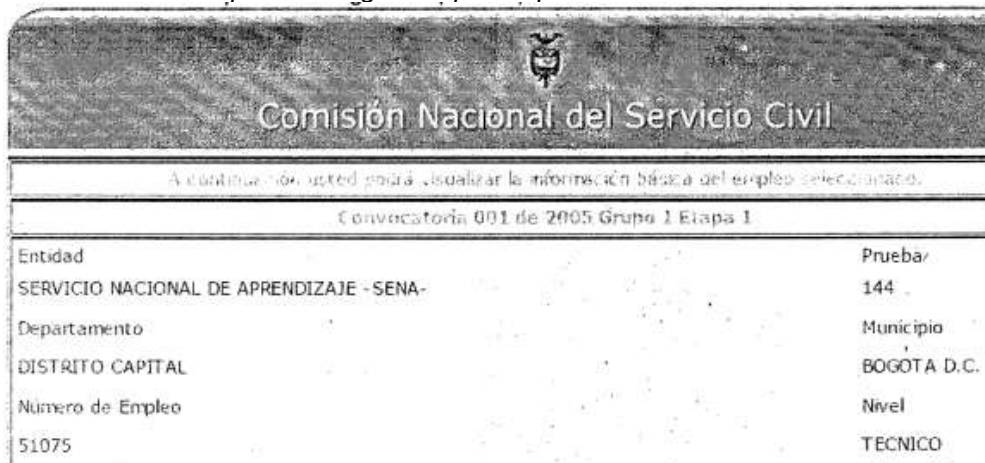 Comisión Nacional del Servicio Civil
A continuación usted podrá visualizar la información básica del empleo seleccionado.
Convocatoria 001 de 2005 Grupo 1 Etapa 1
Entidad Prueba
SERVICIO NACIONAL DE APRENDIZAJE -SENA- 144
Departamento Municipio
DISTRITO CAPITAL BOGOTA D.C.
Número de Empleo Nivel
51075 TECNICO